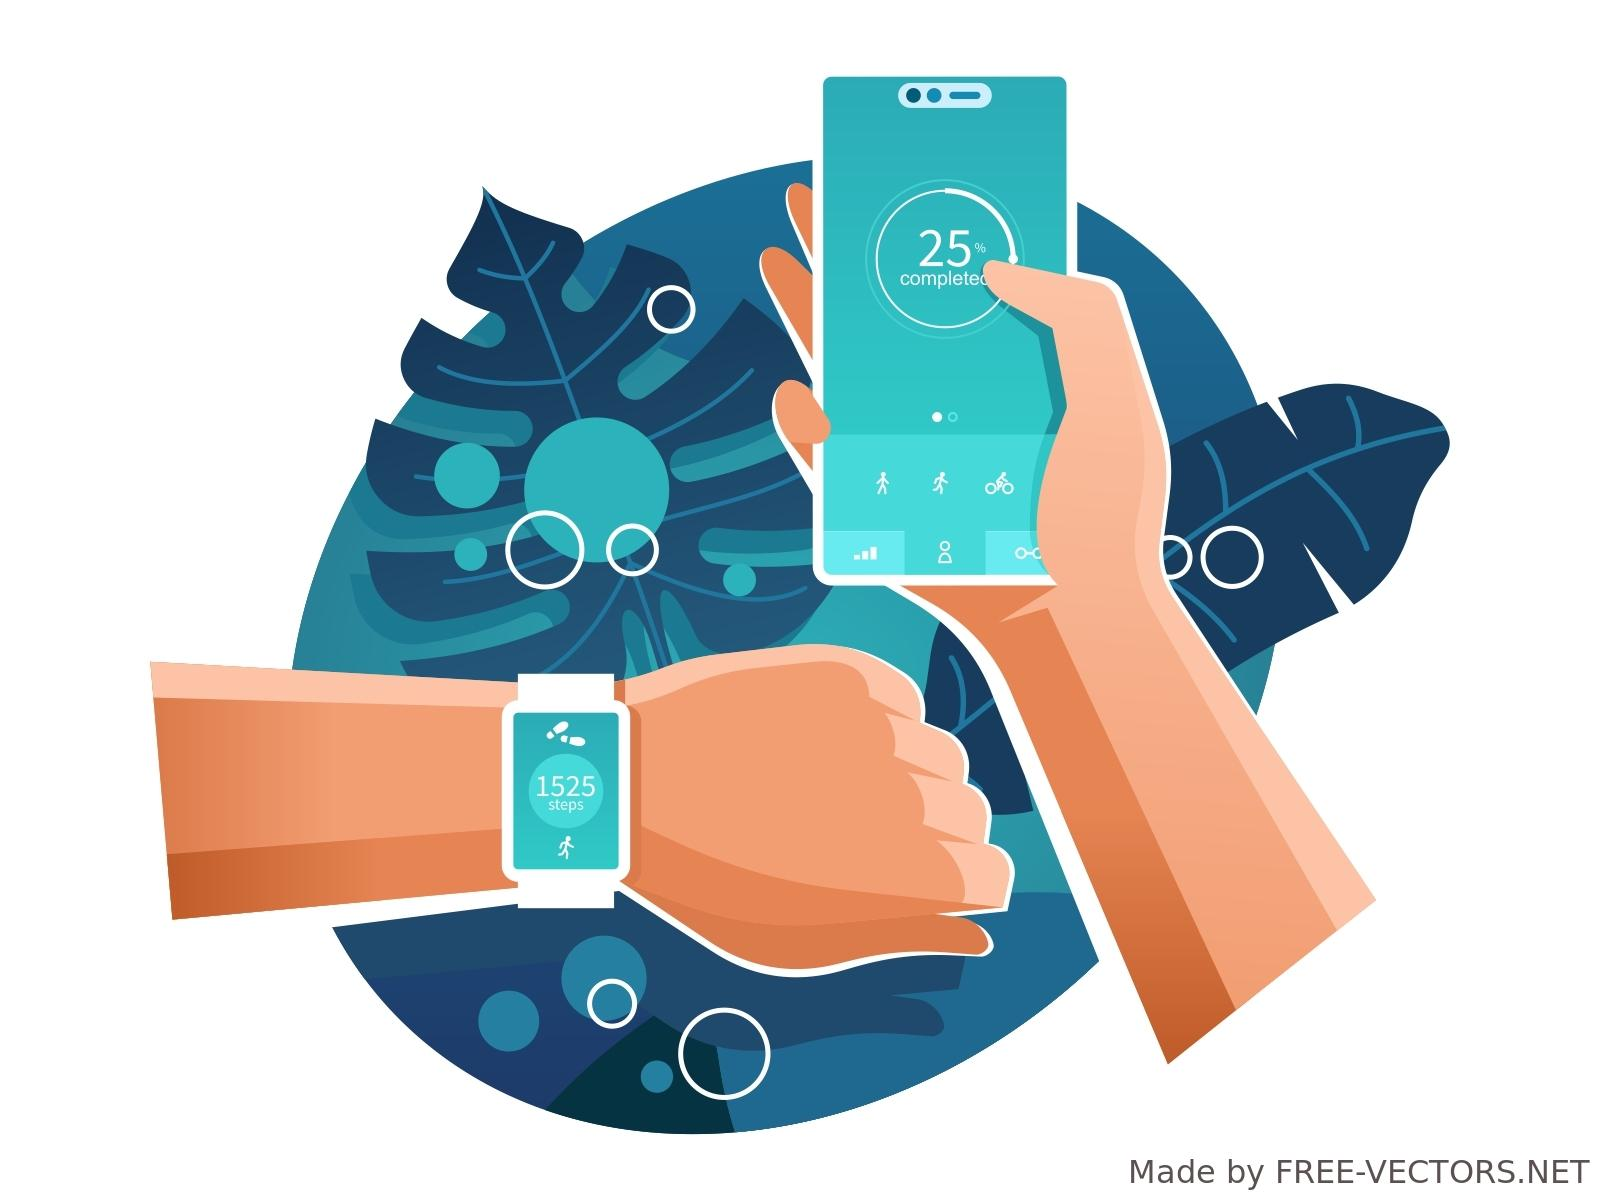 25 %
completed
1525
steps
Made by FREE-VECTORS.NET